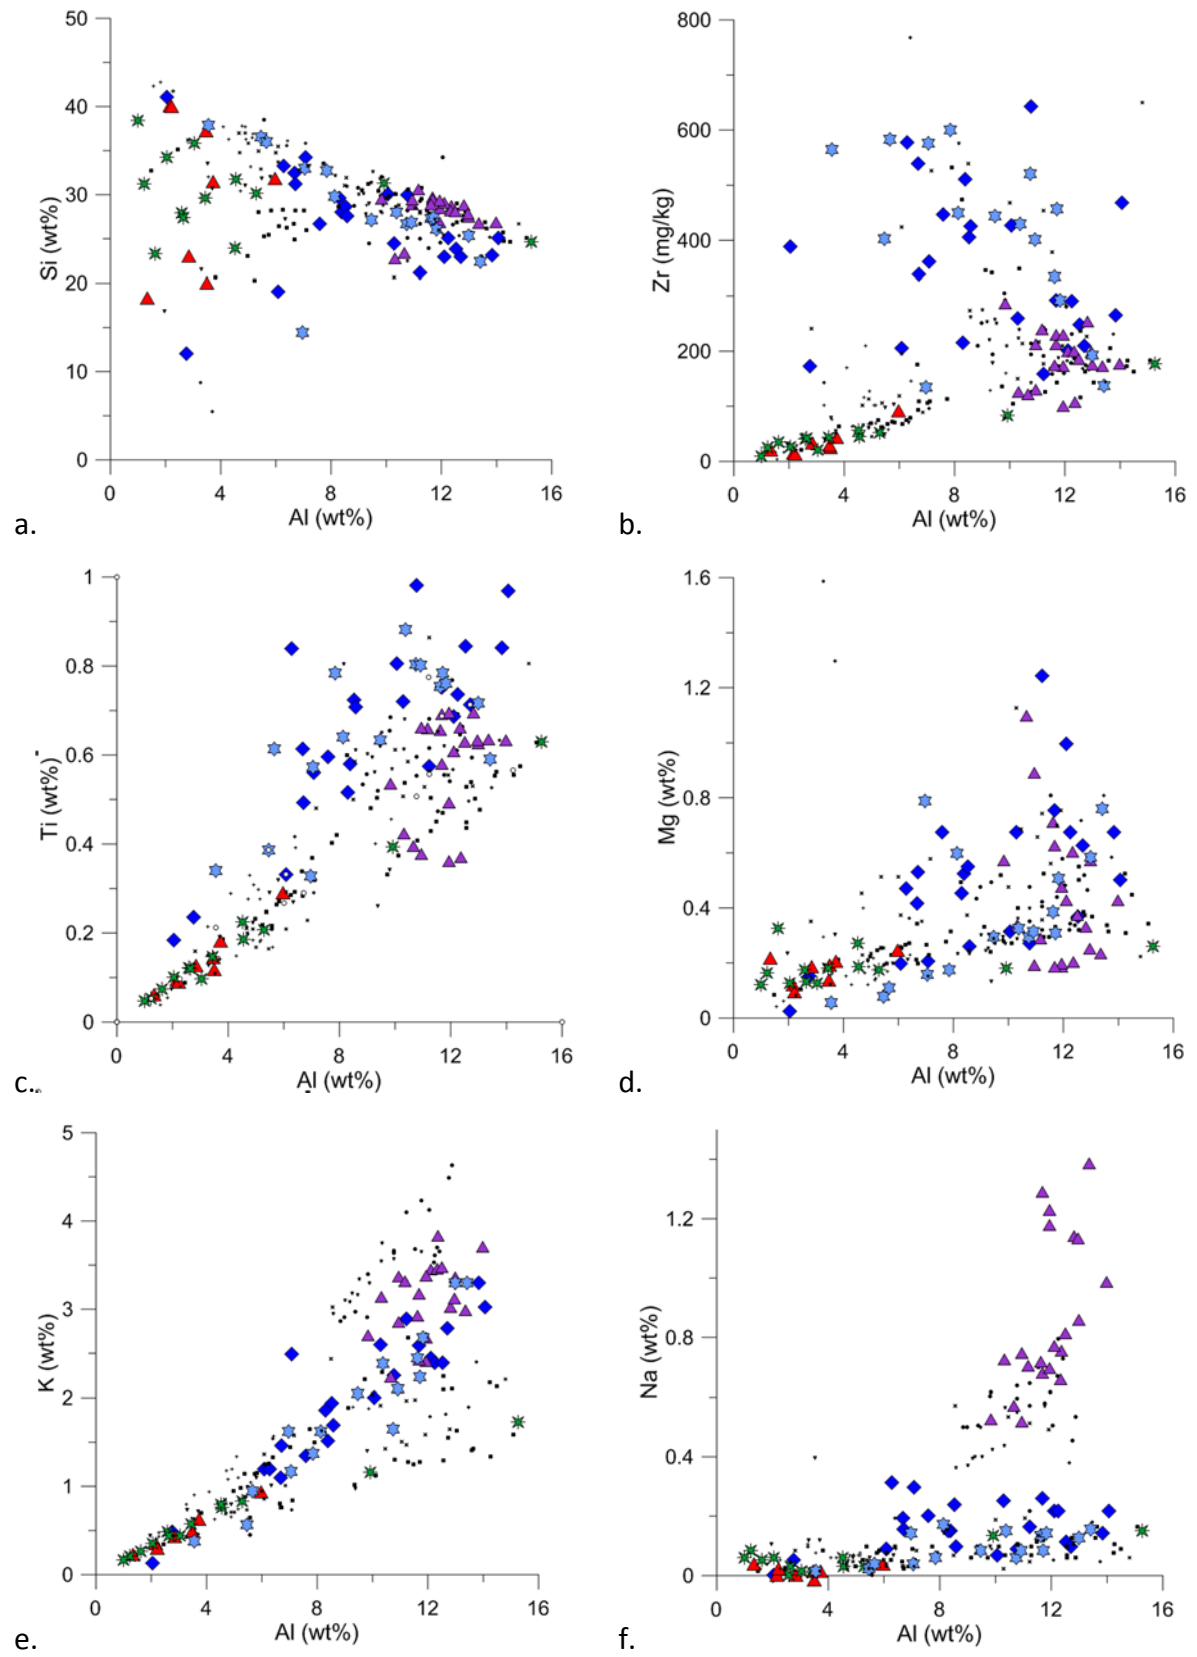 50
40
30
20
10
0
Si (wt%)
0 4 8 12 16
Al (wt%)
a.
800
600
400
200
0
Zr (mg/kg)
0 4 8 12 16
Al (wt%)
b.
1
0.8
0.6
0.4
0.2
0
Ti (wt%)
0 4 8 12 16
Al (wt%)
c.
1.6
1.2
0.8
0.4
0
Mg (wt%)
0 4 8 12 16
Al (wt%)
d.
5
4
3
2
1
0
K (wt%)
0 4 8 12 16
Al (wt%)
e.
1.2
0.8
0.4
0
Na (wt%)
0 4 8 12 16
Al (wt%)
f.